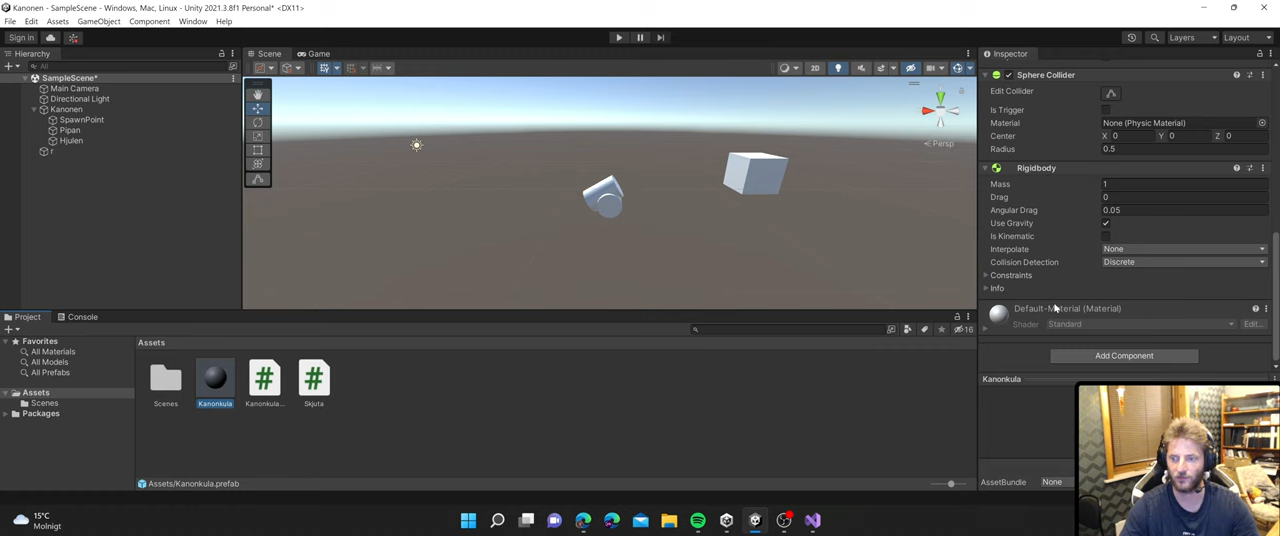 Kanonen - SampleScene - Windows, Mac, Linux - Unity 2021.3.8f1 Personal* <DX11>
File Edit Assets GameObject Component Window Help
Sign in Layers Layout
Hierarchy Scene Game Inspector
All
SampleScene*
Main Camera
Directional Light
Kanonen
SpawnPoint
Pipan
Hjulen
r
2D
Persp
Sphere Collider
Edit Collider
Is Trigger
Material None (Physic Material)
Center X 0 Y 0 Z 0
Radius 0.5
Rigidbody
Mass 1
Drag 0
Angular Drag 0.05
Use Gravity
Is Kinematic
Interpolate None
Collision Detection Discrete
Constraints
Info
Default-Material (Material)
Shader Standard Edit...
Add Component
Kanonkula
AssetBundle None
Project Console
16
Favorites
All Materials
All Models
All Prefabs
Assets
Scenes
Packages
Assets
Scenes Kanonkula Kanonkula... Skjuta
Assets/Kanonkula.prefab
15°C
Molnigt